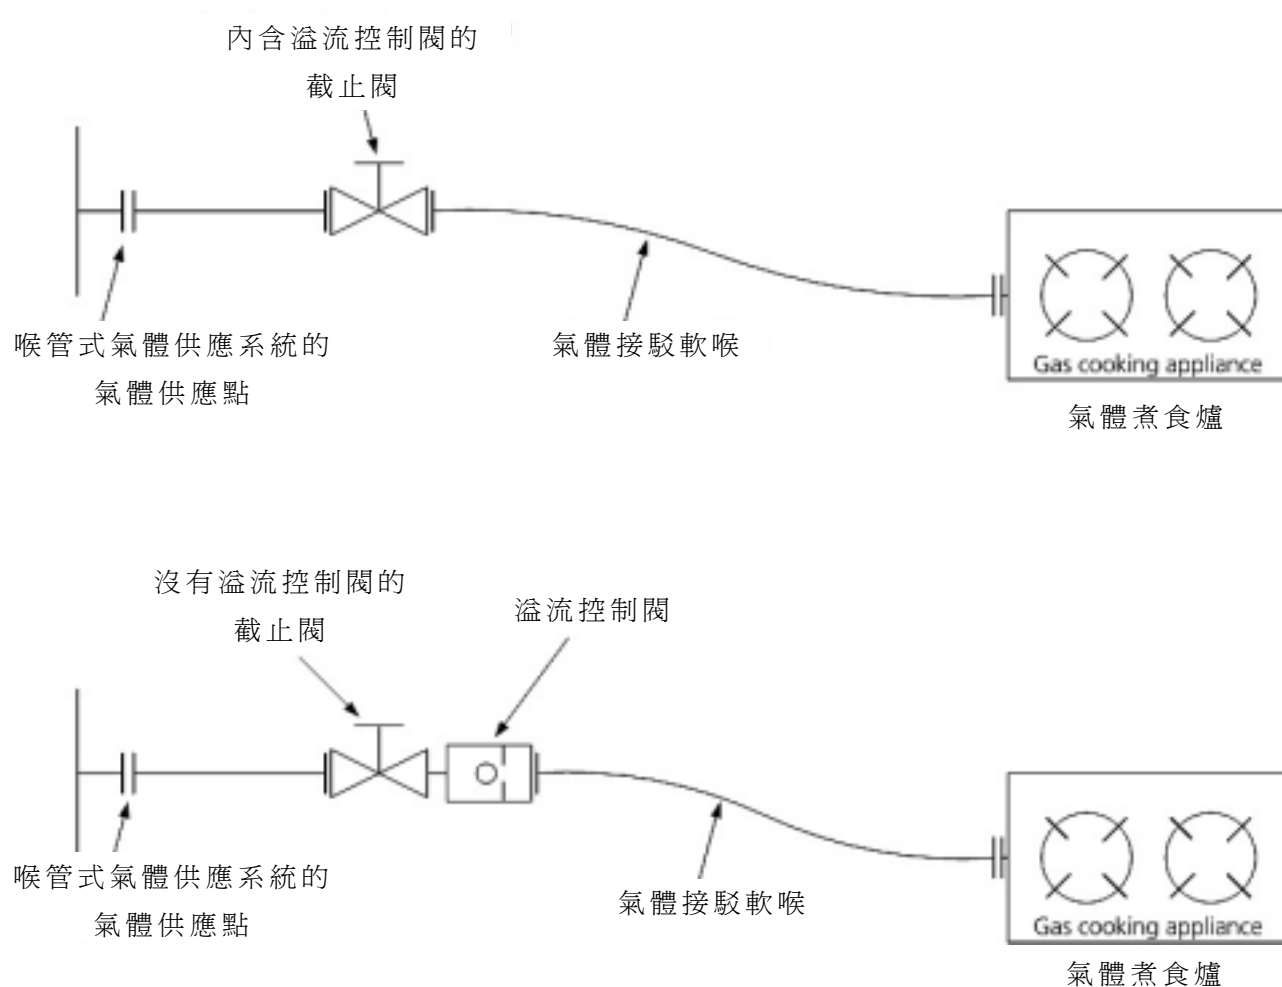 內含溢流控制閥的
截止閥
喉管式氣體供應系統的
氣體供應點
氣體接駁軟喉
Gas cooking appliance
氣體煮食爐
沒有溢流控制閥的
截止閥
溢流控制閥
喉管式氣體供應系統的
氣體供應點
氣體接駁軟喉
Gas cooking appliance
氣體煮食爐